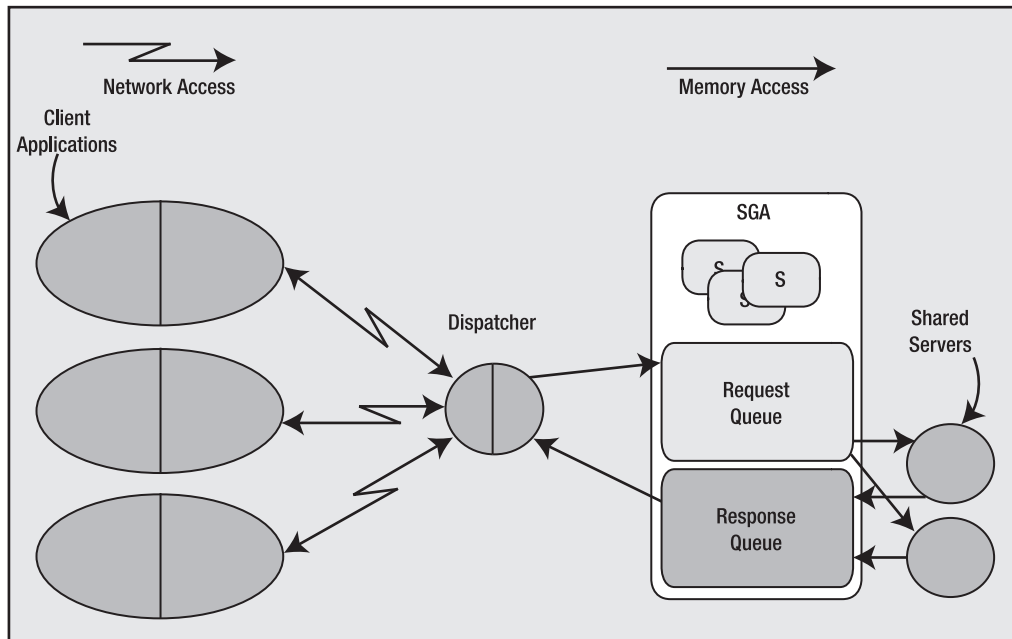 Network Access
Memory Access
Client
Applications
SGA
S
S
S
Dispatcher
Shared
Servers
Request
Queue
Response
Queue